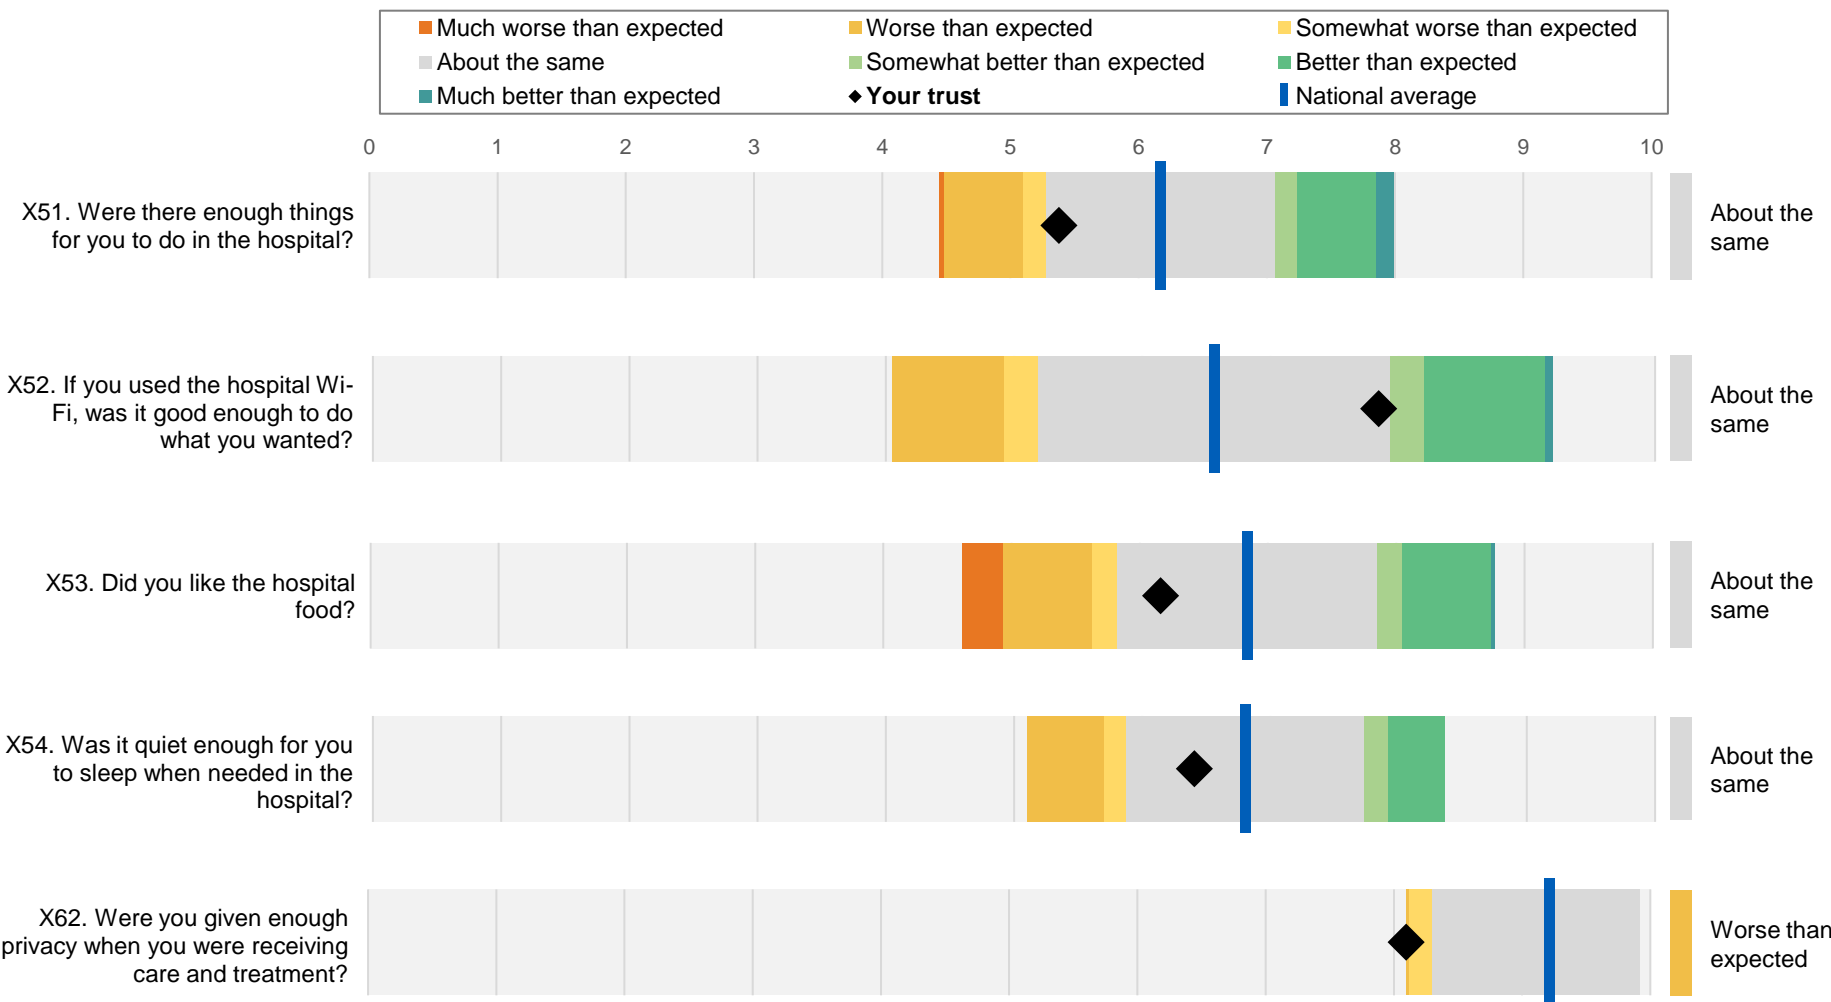 Much worse than expected
Worse than expected
Somewhat worse than expected
About the same
Somewhat better than expected
Better than expected
Much better than expected
Your trust
National average
0 1 2 3 4 5 6 7 8 9 10
X51. Were there enough things
for you to do in the hospital?
About the
same
X52. If you used the hospital Wi-
Fi, was it good enough to do
what you wanted?
About the
same
X53. Did you like the hospital
food?
About the
same
X54. Was it quiet enough for you
to sleep when needed in the
hospital?
About the
same
X62. Were you given enough
privacy when you were receiving
care and treatment?
Worse than
expected